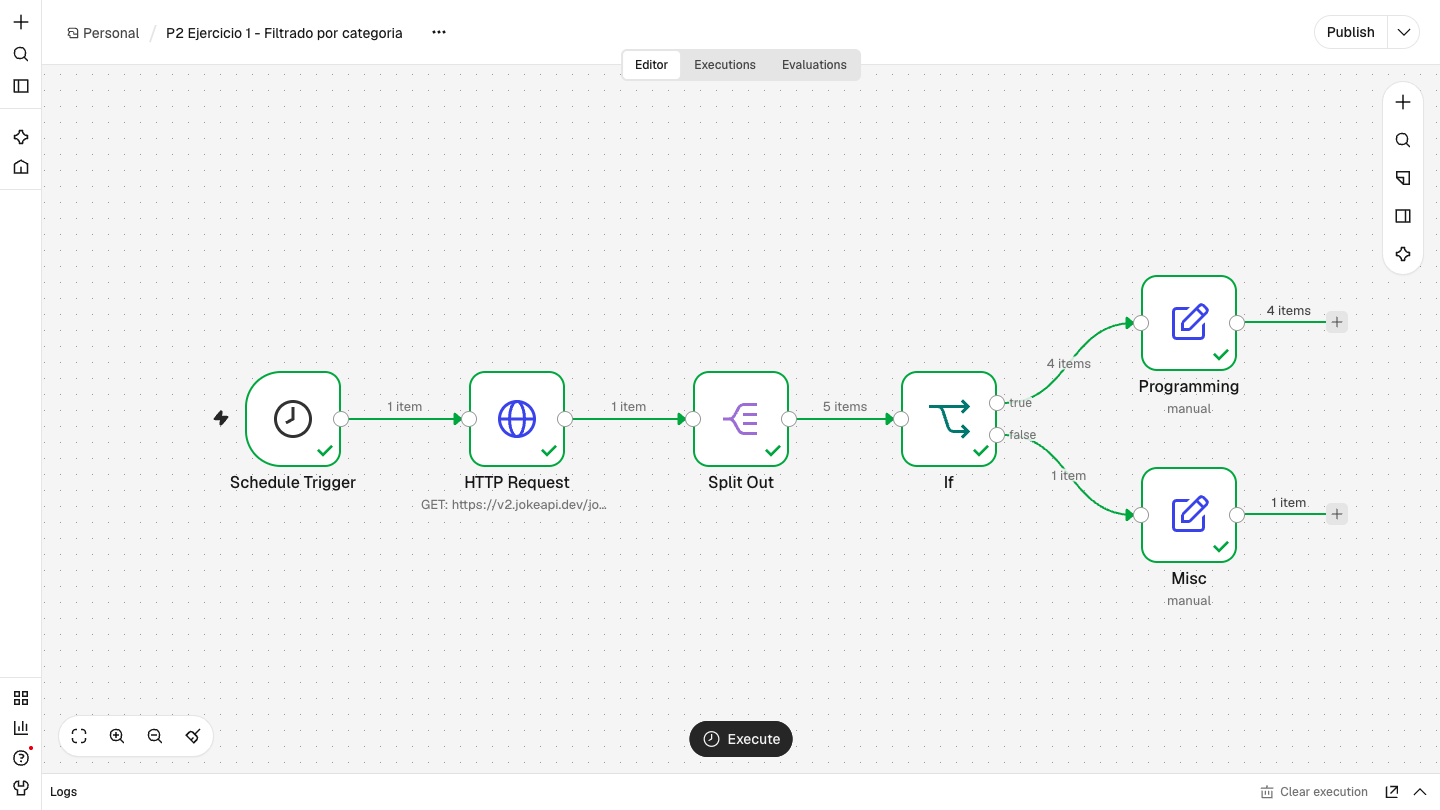 Personal / P2 Ejercicio 1 - Filtrado por categoria
Publish
Editor Executions Evaluations
4 items
4 items
Programming
manual
1 item
1 item
5 items
true
false
Schedule Trigger
HTTP Request
GET: https://v2.jokeapi.dev/jo...
Split Out
If
1 item
1 item
Misc
manual
Execute
Logs
Clear execution